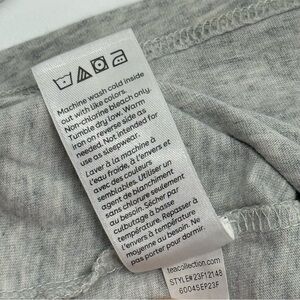 Machine wash cold inside
out with like colors.
Non-chlorine bleach only.
Tumble dry low. Warm
iron on reverse side as
needed. Not intended for
use as sleepwear.
Laver à la machine à
l'eau froide, à l'envers et
avec des couleurs
semblables. Utiliser un
agent de blanchiment
sans chlorure seulement
au besoin. Sécher par
culbutage à basse
température. Repasser à
l'envers à température
moyenne au besoin. Ne
pas porter pour dormir.
teacollection.com
STYLE#23F12148
6004SEP23F